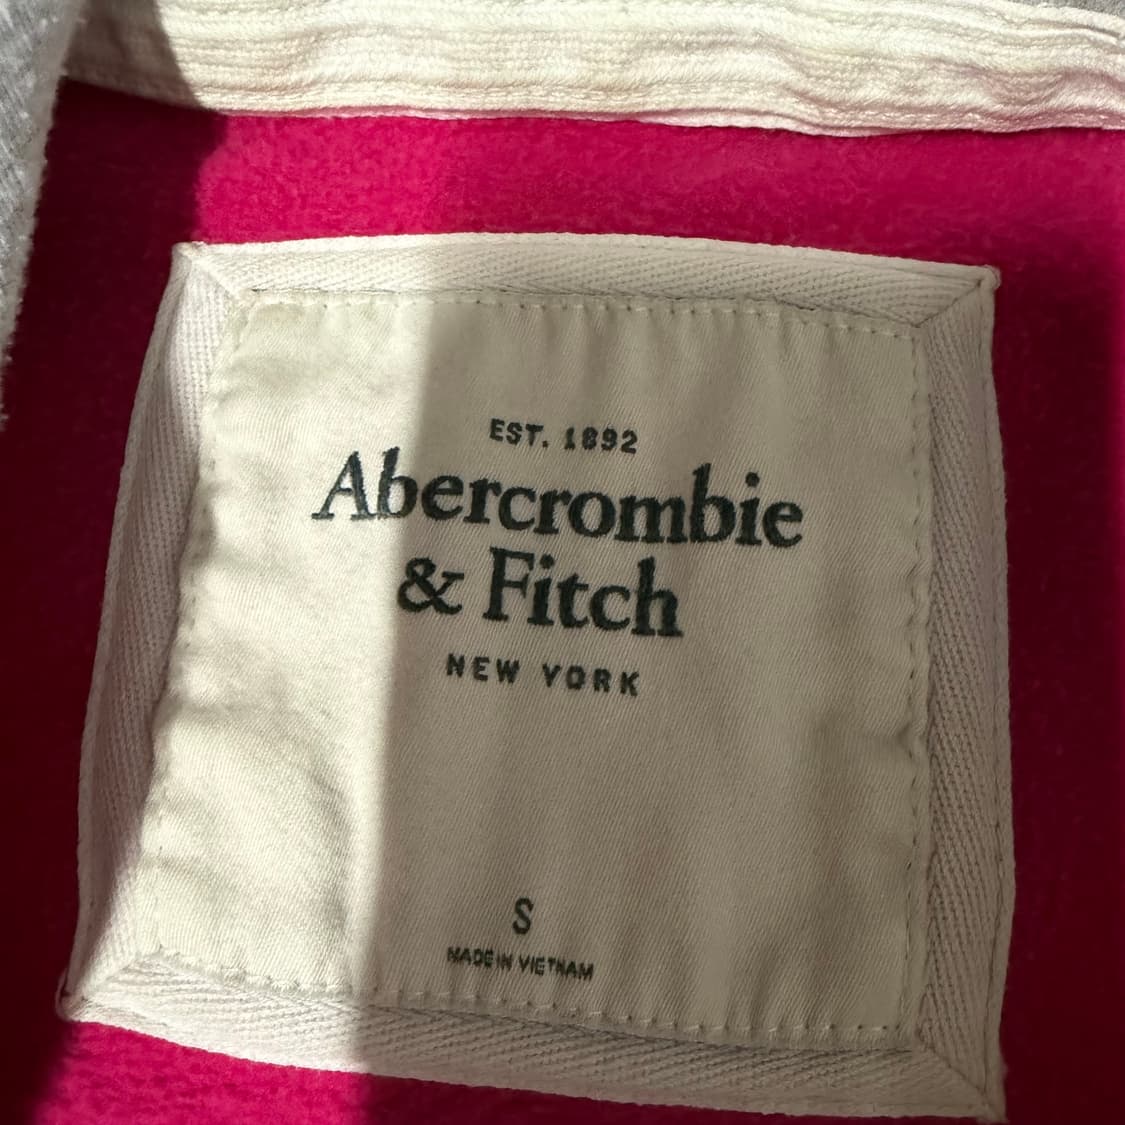 EST. 1892
Abercrombie
& Fitch
NEW YORK
S
MADE IN VIETNAM